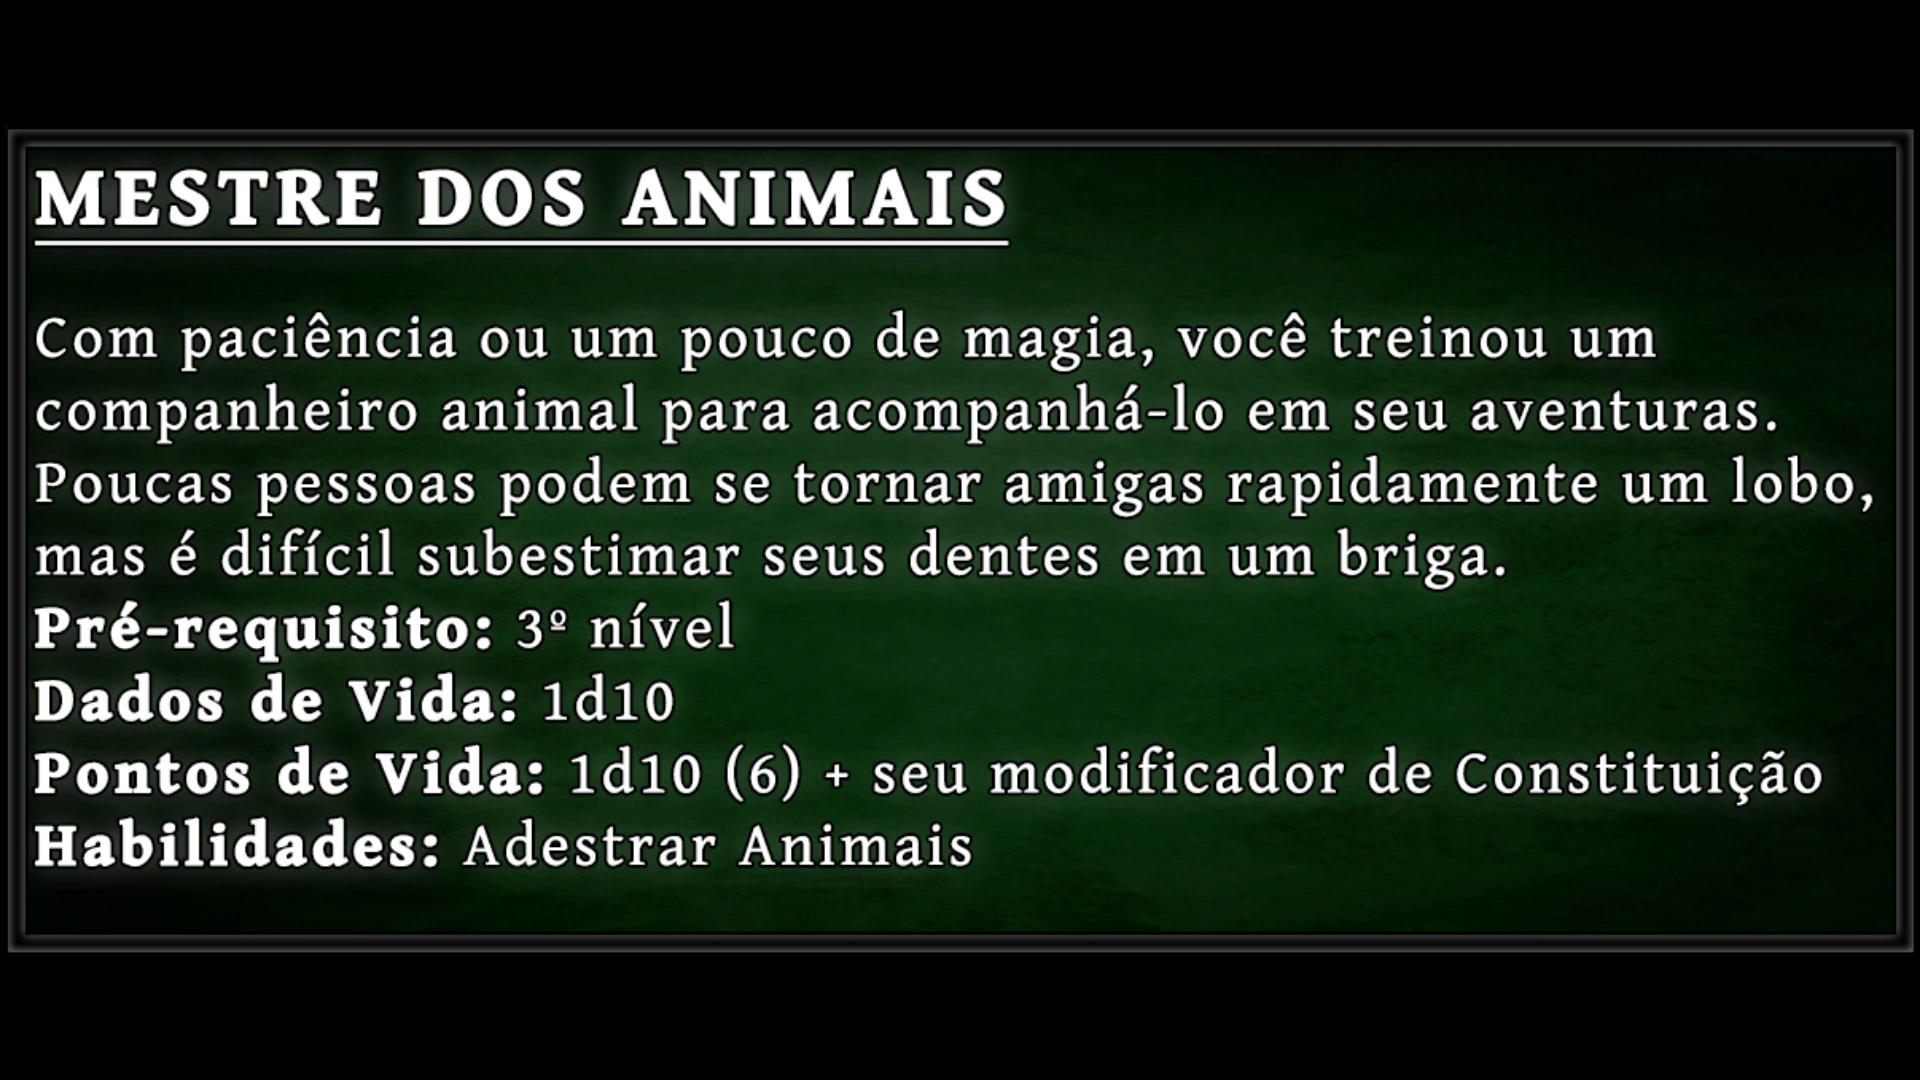 MESTRE DOS ANIMAIS
Com paciência ou um pouco de magia, você treinou um
companheiro animal para acompanhá-lo em seu aventuras.
Poucas pessoas podem se tornar amigas rapidamente um lobo,
mas é difícil subestimar seus dentes em um briga.
Pré-requisito: 3º nível
Dados de Vida: 1d10
Pontos de Vida: 1d10 (6) + seu modificador de Constituição
Habilidades: Adestrar Animais